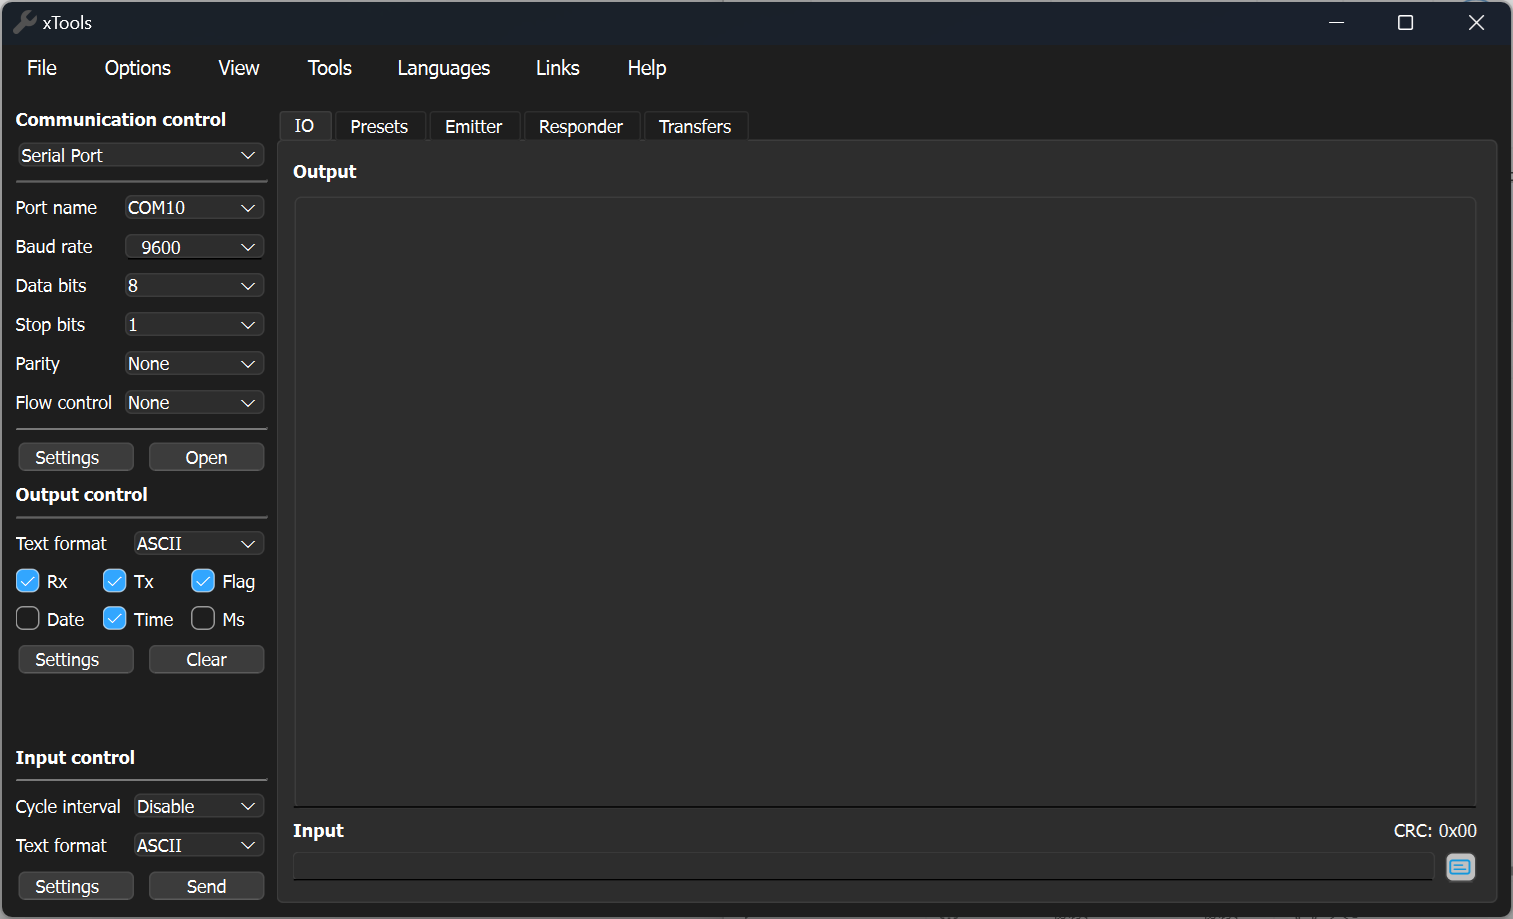 xTools
File Options View Tools Languages Links Help
Communication control
Serial Port
Port name COM10
Baud rate 9600
Data bits 8
Stop bits 1
Parity None
Flow control None
Settings Open
Output control
Text format ASCII
Rx Tx Flag
Date Time Ms
Settings Clear
Input control
Cycle interval Disable
Text format ASCII
Settings Send
IO Presets Emitter Responder Transfers
Output
Input CRC: 0x00